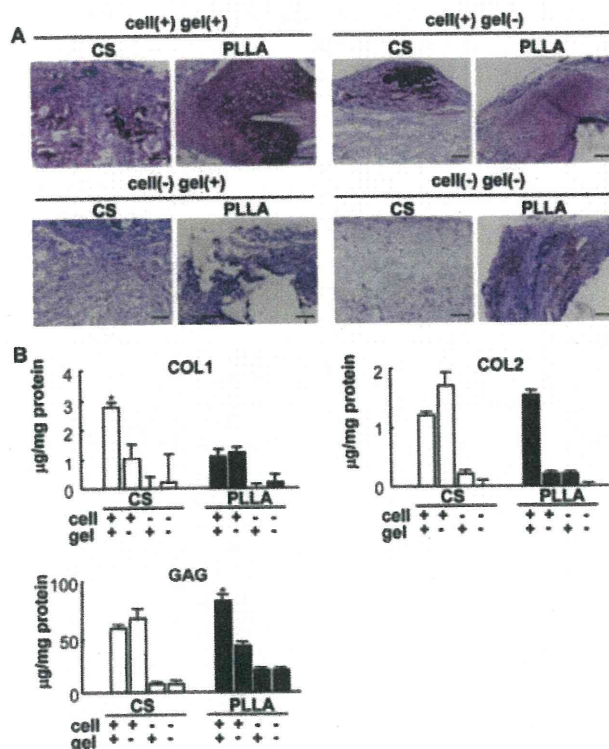 A
cell(+) gel(+)
cell(+) gel(-)
CS PLLA CS PLLA
cell(-) gel(+)
cell(-) gel(-)
CS PLLA CS PLLA
B
COL1
µg/mg protein
4
3
2
1
0
*
CS PLLA
cell + + - - + + - -
gel + - + - + - + -
COL2
µg/mg protein
2
1
0
CS PLLA
cell + + - - + + - -
gel + - + - + - + -
GAG
µg/mg protein
100
50
0
*
CS PLLA
cell + + - - + + - -
gel + - + - + - + -